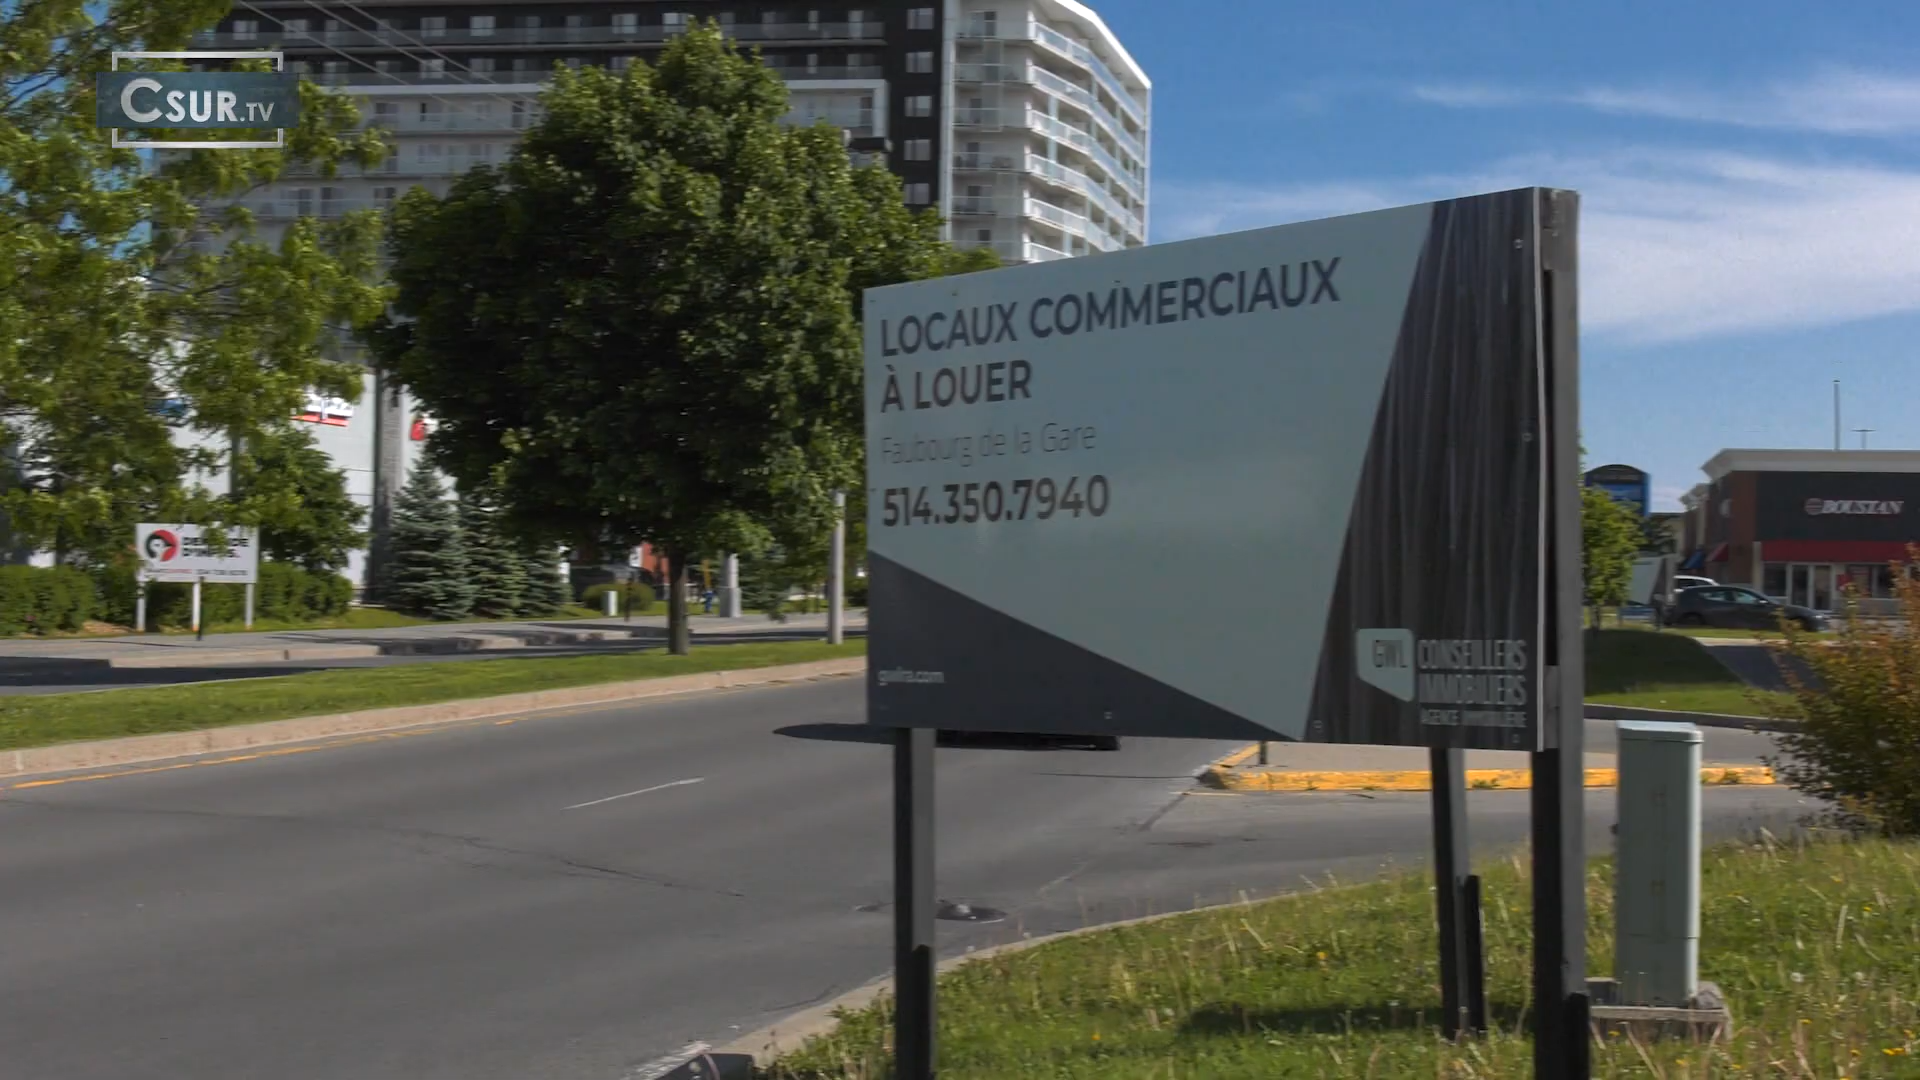 CSUR.TV
LOCAUX COMMERCIAUX
À LOUER
Faubourg de la Gare
514.350.7940
gwlra.com
GWL CONSEILLERS
IMMOBILIERS
AGENCE IMMOBILIÈRE
BOUSTAN